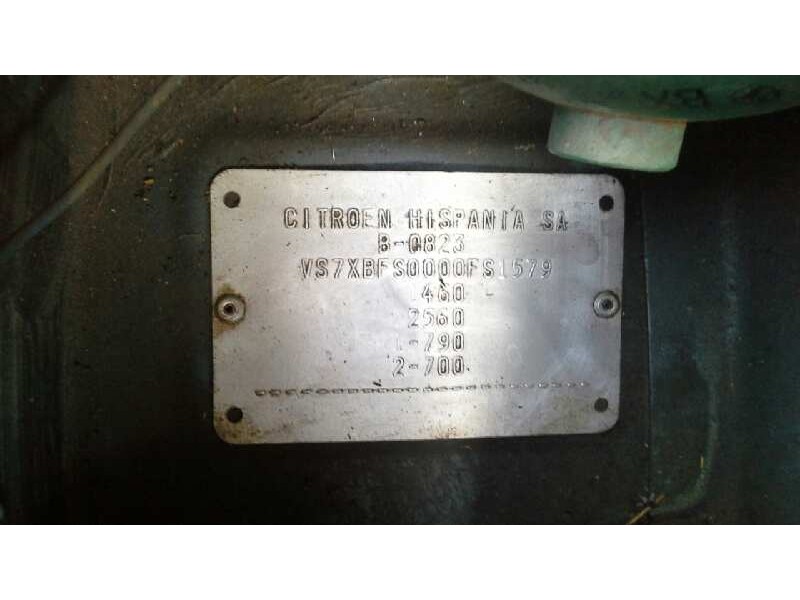 CITROEN HISPANIA SA
B-0823
VS7XBFS0000FS1579
460
2560
1-790
2-700